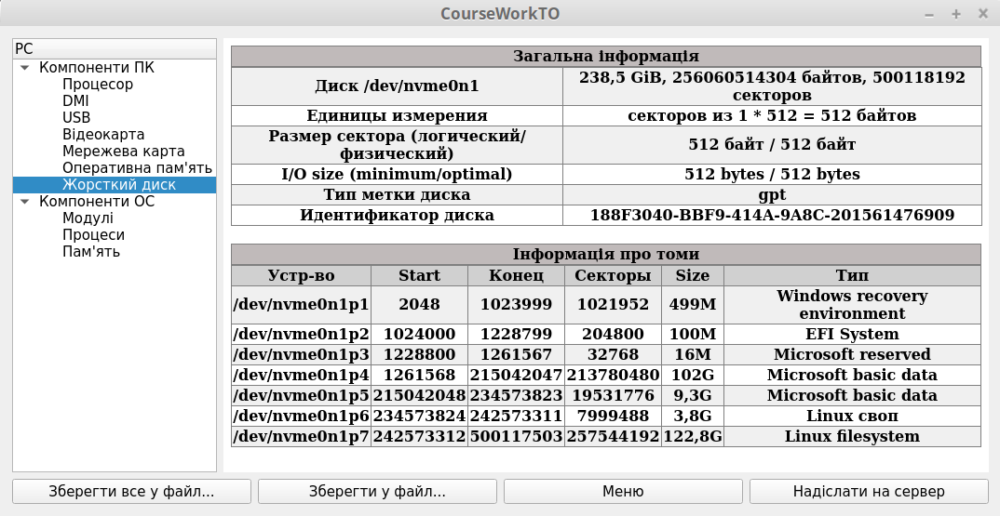 CourseWorkTO
PC
Компоненти ПК
Процесор
DMI
USB
Відеокарта
Мережева карта
Оперативна пам'ять
Жорсткий диск
Компоненти ОС
Модулі
Процеси
Пам'ять
Загальна інформація
Диск /dev/nvme0n1 238,5 GiB, 256060514304 байтов, 500118192
секторов
Единицы измерения секторов из 1 * 512 = 512 байтов
Размер сектора (логический/
физический) 512 байт / 512 байт
I/O size (minimum/optimal) 512 bytes / 512 bytes
Тип метки диска gpt
Идентификатор диска 188F3040-BBF9-414A-9A8C-201561476909
Інформація про томи
Устр-во Start Конец Секторы Size Тип
/dev/nvme0n1p1 2048 1023999 1021952 499M Windows recovery
environment
/dev/nvme0n1p2 1024000 1228799 204800 100M EFI System
/dev/nvme0n1p3 1228800 1261567 32768 16M Microsoft reserved
/dev/nvme0n1p4 1261568 215042047 213780480 102G Microsoft basic data
/dev/nvme0n1p5 215042048 234573823 19531776 9,3G Microsoft basic data
/dev/nvme0n1p6 234573824 242573311 7999488 3,8G Linux своп
/dev/nvme0n1p7 242573312 500117503 257544192 122,8G Linux filesystem
Зберегти все у файл... Зберегти у файл... Меню Надіслати на сервер